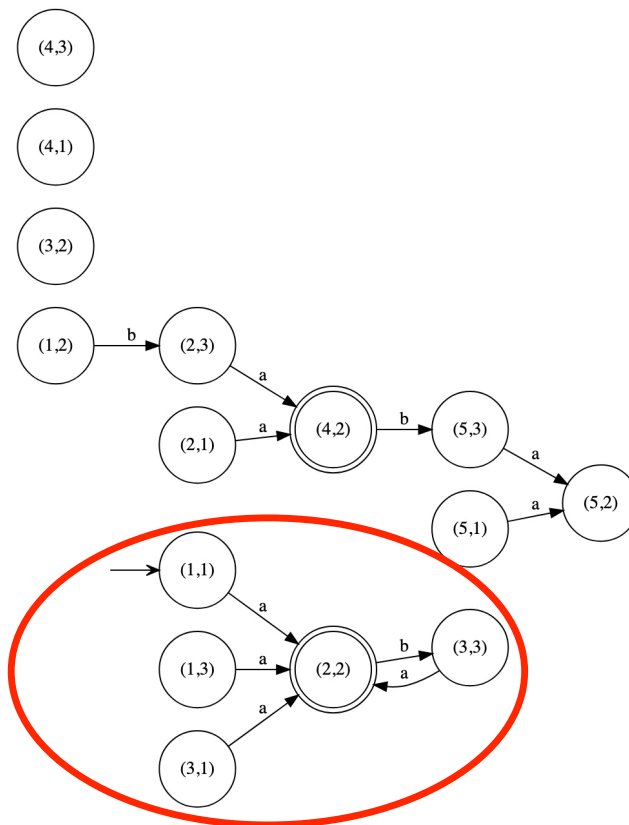 (4,3)
(4,1)
(3,2)
(1,2)
b
(2,3)
a
(2,1)
a
(4,2)
b
(5,3)
a
(5,1)
a
(5,2)
(1,1)
a
(1,3)
a
(2,2)
b
(3,3)
a
(3,1)
a